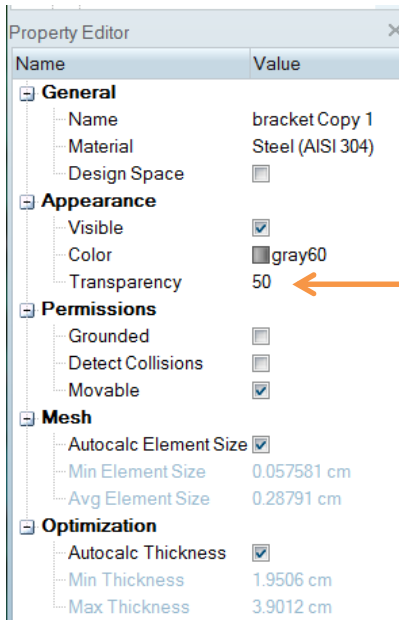 Property Editor
Name Value
General
Name bracket Copy 1
Material Steel (AISI 304)
Design Space
Appearance
Visible
Color gray60
Transparency 50
Permissions
Grounded
Detect Collisions
Movable
Mesh
Autocalc Element Size
Min Element Size 0.057581 cm
Avg Element Size 0.28791 cm
Optimization
Autocalc Thickness
Min Thickness 1.9506 cm
Max Thickness 3.9012 cm